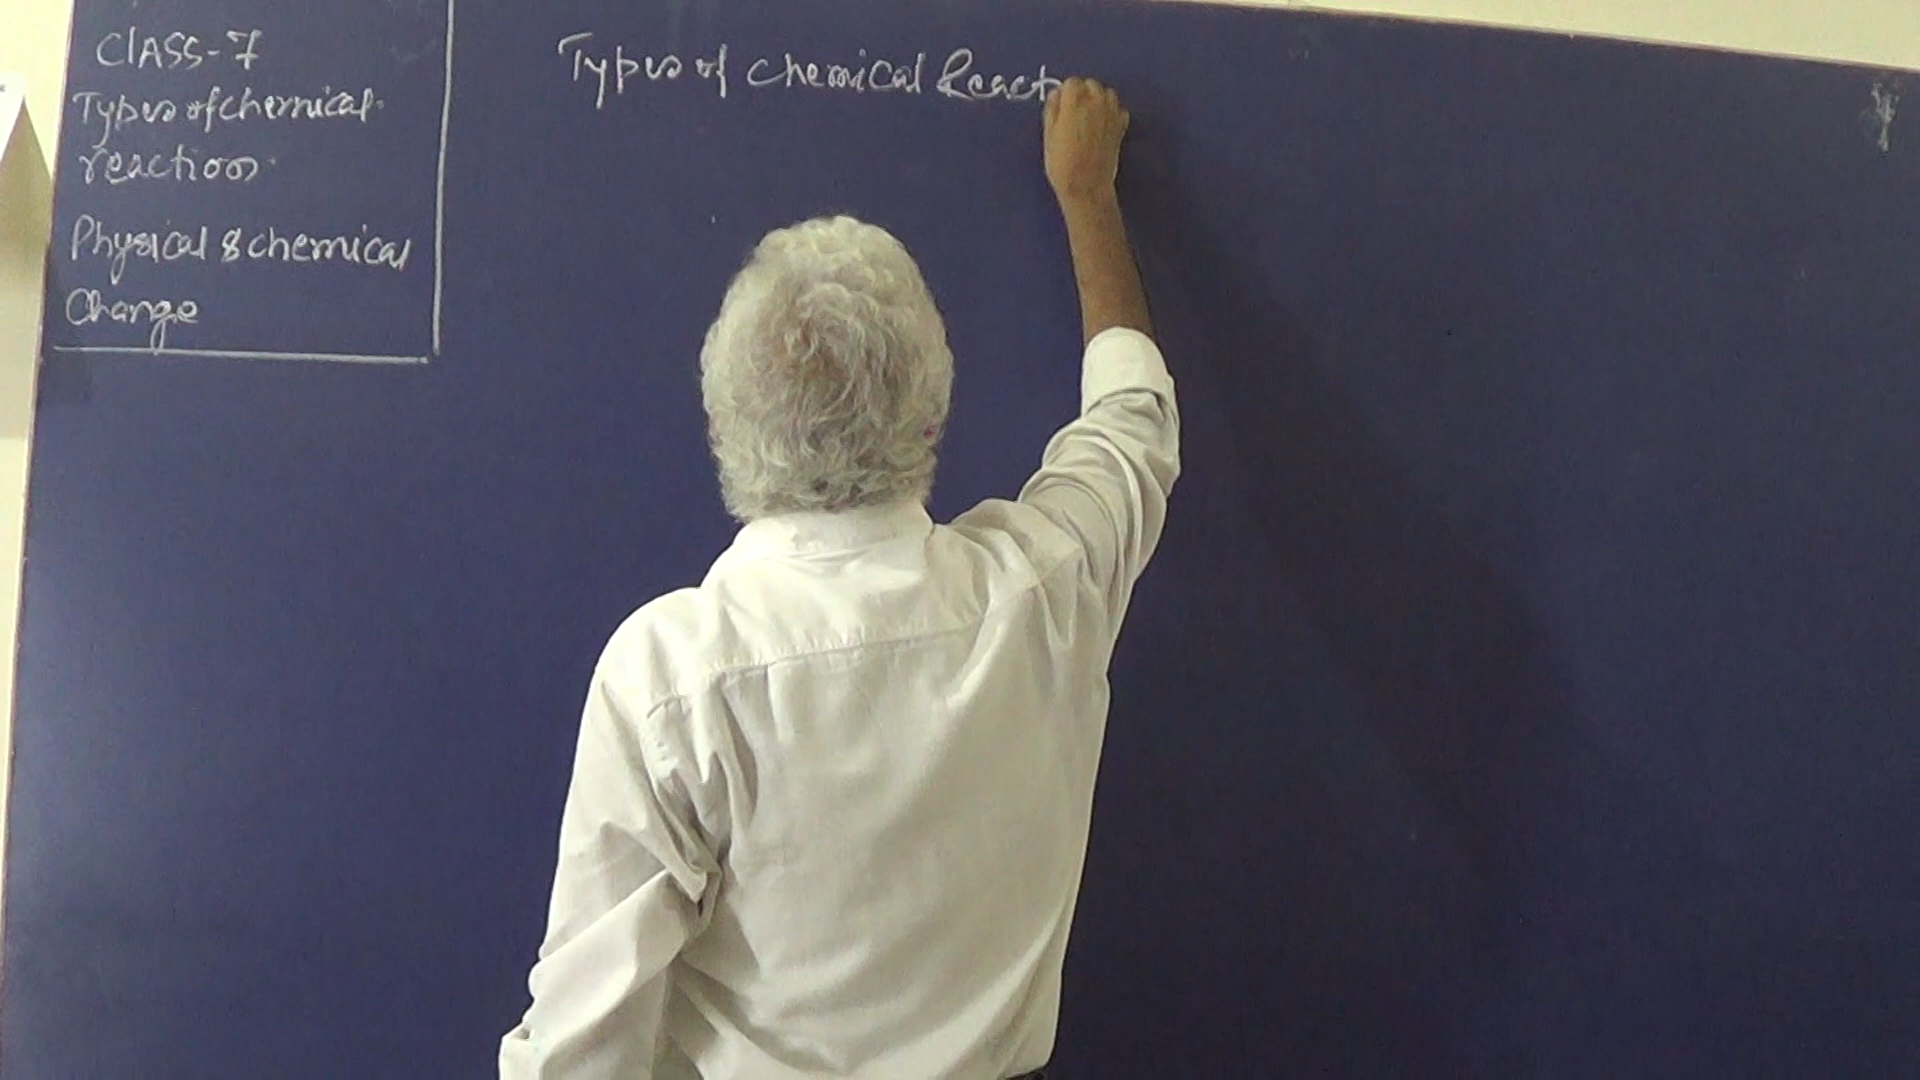 CLASS-7
Types of chemical
reaction
Physical & chemical
Change
Types of chemical React